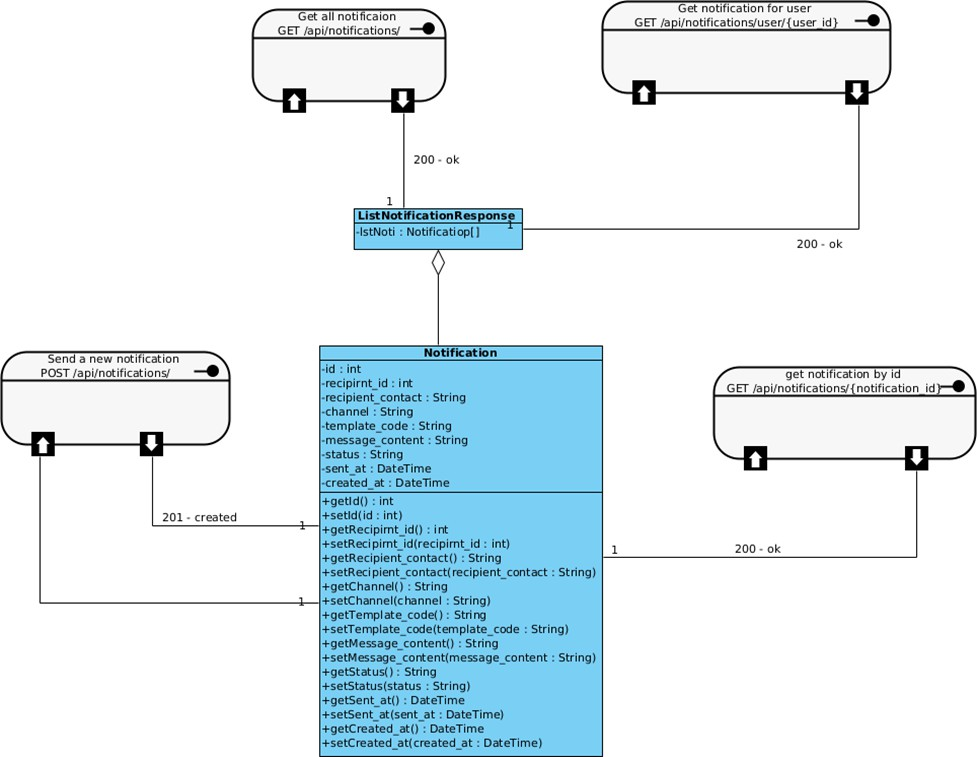 Get all notificaion
GET /api/notifications/
Get notification for user
GET /api/notifications/user/{user_id}
200 - ok
1
ListNotificationResponse
-lstNoti : Notificatiop[]
1
200 - ok
Send a new notification
POST /api/notifications/
201 - created
1
1
Notification
-id : int
-recipirnt_id : int
-recipient_contact : String
-channel : String
-template_code : String
-message_content : String
-status : String
-sent_at : DateTime
-created_at : DateTime
+getId() : int
+setId(id : int)
+getRecipirnt_id() : int
+setRecipirnt_id(recipirnt_id : int)
+getRecipient_contact() : String
+setRecipient_contact(recipient_contact : String)
+getChannel() : String
+setChannel(channel : String)
+getTemplate_code() : String
+setTemplate_code(template_code : String)
+getMessage_content() : String
+setMessage_content(message_content : String)
+getStatus() : String
+setStatus(status : String)
+getSent_at() : DateTime
+setSent_at(sent_at : DateTime)
+getCreated_at() : DateTime
+setCreated_at(created_at : DateTime)
get notification by id
GET /api/notifications/{notification_id}
1
200 - ok